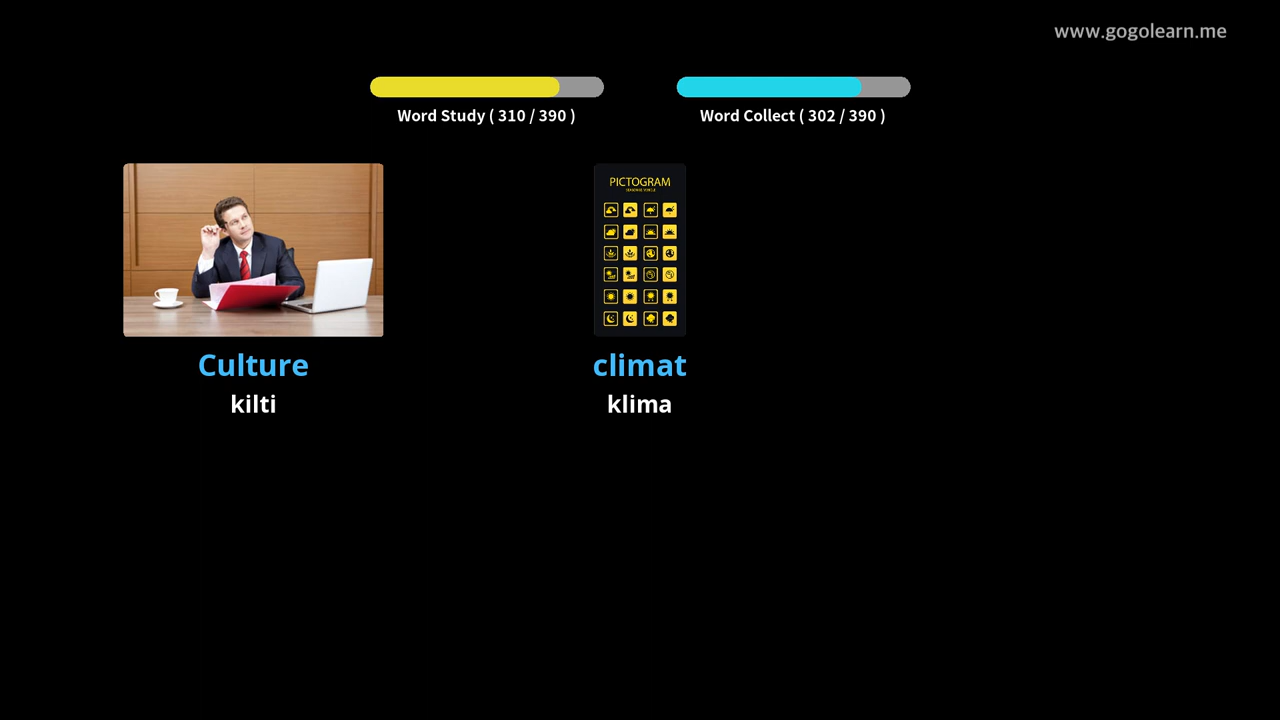 www.gogolearn.me
Word Study ( 310 / 390 )
Word Collect ( 302 / 390 )
PICTOGRAM
Culture
kilti
climat
klima